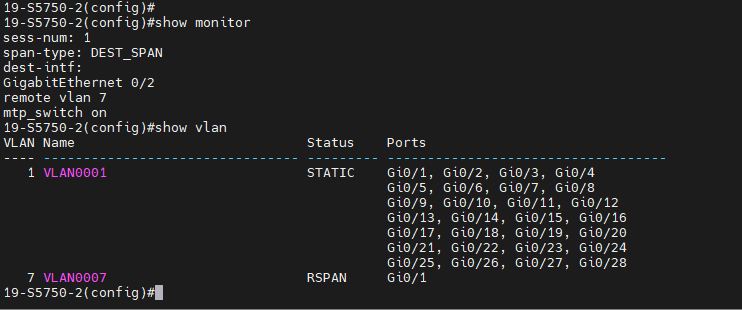 19-S5750-2(config)#
19-S5750-2(config)#show monitor
sess-num: 1
span-type: DEST_SPAN
dest-intf:
GigabitEthernet 0/2
remote vlan 7
mtp_switch on
19-S5750-2(config)#show vlan
VLAN Name                             Status    Ports
---- -------------------------------- --------- -----------------------------------
   1 VLAN0001                         STATIC    Gi0/1, Gi0/2, Gi0/3, Gi0/4
                                                Gi0/5, Gi0/6, Gi0/7, Gi0/8
                                                Gi0/9, Gi0/10, Gi0/11, Gi0/12
                                                Gi0/13, Gi0/14, Gi0/15, Gi0/16
                                                Gi0/17, Gi0/18, Gi0/19, Gi0/20
                                                Gi0/21, Gi0/22, Gi0/23, Gi0/24
                                                Gi0/25, Gi0/26, Gi0/27, Gi0/28
   7 VLAN0007                         RSPAN     Gi0/1
19-S5750-2(config)#